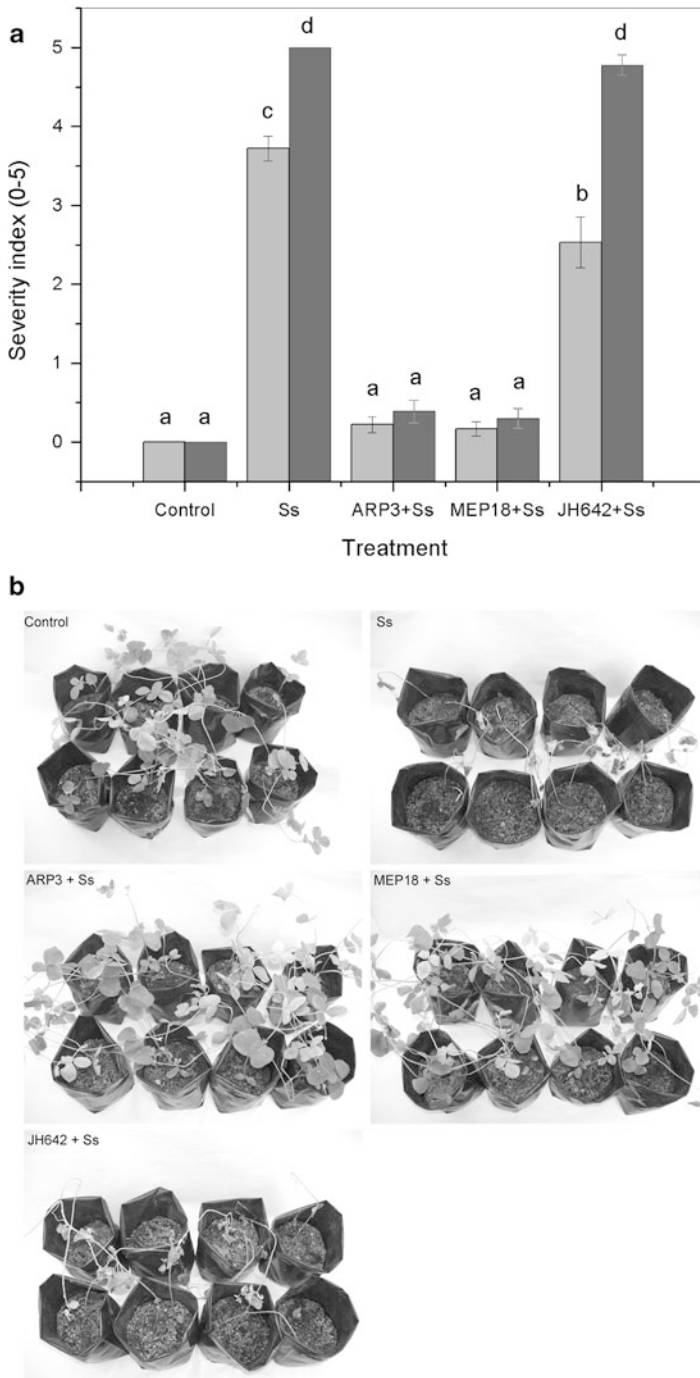 a
Severity index (0-5)
5
4
3
2
1
0
a a
c d
a a
a a
b d
Control Ss ARP3+Ss MEP18+Ss JH642+Ss
Treatment
b
Control
Ss
ARP3 + Ss
MEP18 + Ss
JH642 + Ss